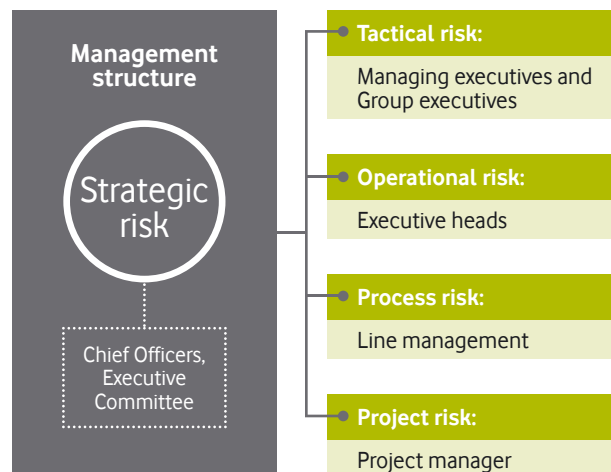 Management
structure
Strategic
risk
Chief Officers,
Executive
Committee
Tactical risk:
Managing executives and
Group executives
Operational risk:
Executive heads
Process risk:
Line management
Project risk:
Project manager